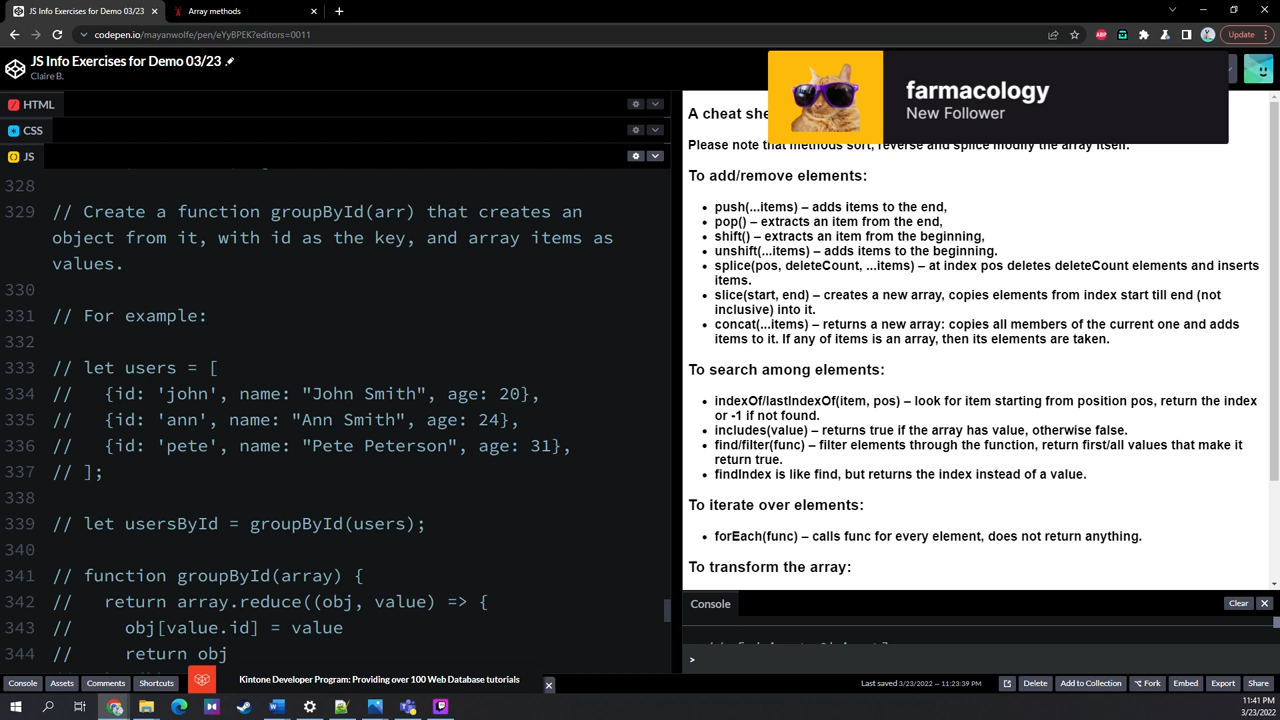 JS Info Exercises for Demo 03/23
Array methods
codepen.io/mayanwolfe/pen/eYyBPEK?editors=0011
ABP
Update
JS Info Exercises for Demo 03/23
Claire B.
farmacology
New Follower
HTML
CSS
JS
328
329 // Create a function groupById(arr) that creates an
object from it, with id as the key, and array items as
values.
330
331 // For example:
332
333 // let users = [
334 // {id: 'john', name: "John Smith", age: 20},
335 // {id: 'ann', name: "Ann Smith", age: 24},
336 // {id: 'pete', name: "Pete Peterson", age: 31},
337 // ];
338
339 // let usersById = groupById(users);
340
341 // function groupById(array) {
342 // return array.reduce((obj, value) => {
343 // obj[value.id] = value
344 // return obj
A cheat she
Please note that methods sort, reverse and splice modify the array itself.
To add/remove elements:
• push(...items) – adds items to the end,
• pop() – extracts an item from the end,
• shift() – extracts an item from the beginning,
• unshift(...items) – adds items to the beginning.
• splice(pos, deleteCount, ...items) – at index pos deletes deleteCount elements and inserts
items.
• slice(start, end) – creates a new array, copies elements from index start till end (not
inclusive) into it.
• concat(...items) – returns a new array: copies all members of the current one and adds
items to it. If any of items is an array, then its elements are taken.
To search among elements:
• indexOf/lastIndexOf(item, pos) – look for item starting from position pos, return the index
or -1 if not found.
• includes(value) – returns true if the array has value, otherwise false.
• find/filter(func) – filter elements through the function, return first/all values that make it
return true.
• findIndex is like find, but returns the index instead of a value.
To iterate over elements:
• forEach(func) – calls func for every element, does not return anything.
To transform the array:
Console
Clear
>
Console
Assets
Comments
Shortcuts
Kintone Developer Program: Providing over 100 Web Database tutorials
Last saved 3/23/2022 — 11:23:39 PM
Delete
Add to Collection
Fork
Embed
Export
Share
11:41 PM
3/23/2022